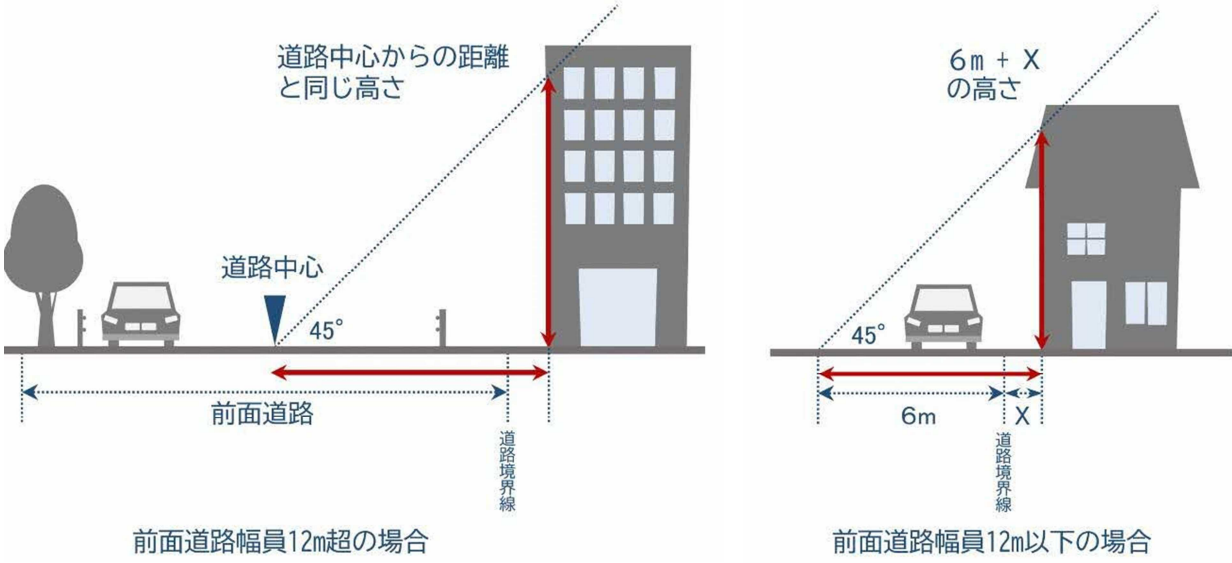 道路中心からの距離
と同じ高さ
道路中心
45°
前面道路
道路境界線
前面道路幅員12m超の場合
6m + X
の高さ
45°
6m
X
道路境界線
前面道路幅員12m以下の場合